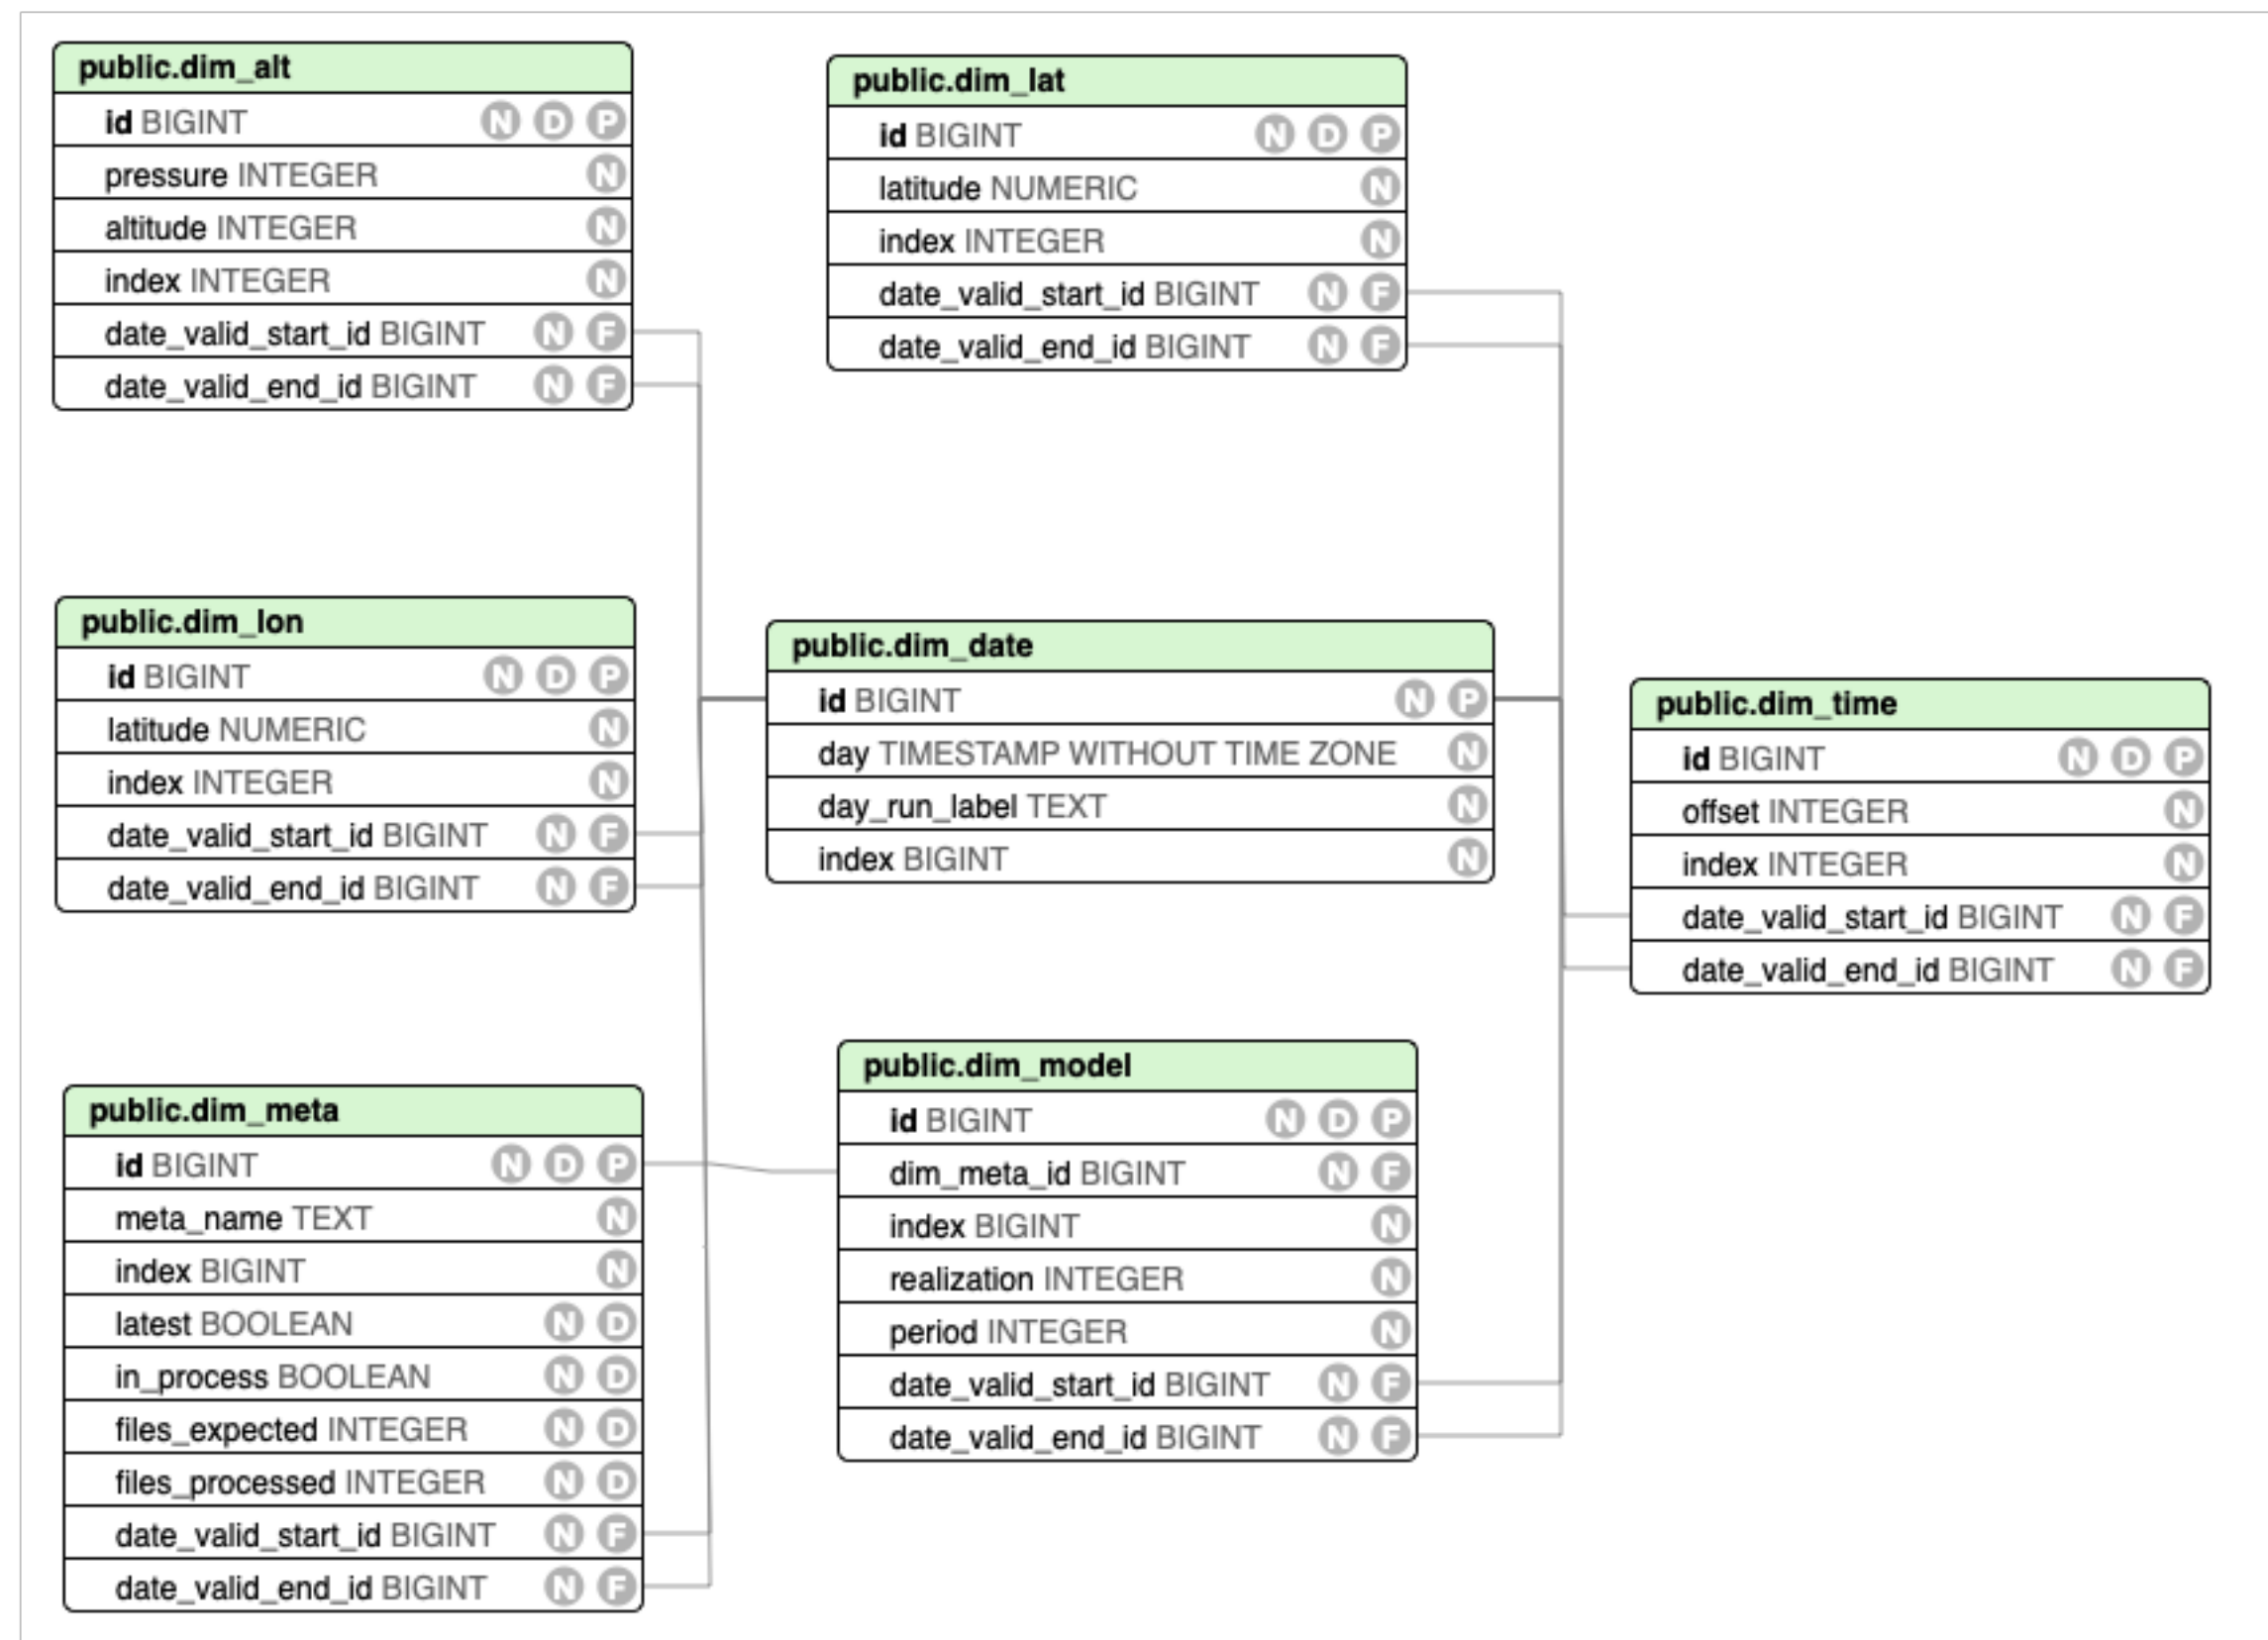 public.dim_alt
id BIGINT N D P
pressure INTEGER N
altitude INTEGER N
index INTEGER N
date_valid_start_id BIGINT N F
date_valid_end_id BIGINT N F
public.dim_lat
id BIGINT N D P
latitude NUMERIC N
index INTEGER N
date_valid_start_id BIGINT N F
date_valid_end_id BIGINT N F
public.dim_lon
id BIGINT N D P
latitude NUMERIC N
index INTEGER N
date_valid_start_id BIGINT N F
date_valid_end_id BIGINT N F
public.dim_date
id BIGINT N P
day TIMESTAMP WITHOUT TIME ZONE N
day_run_label TEXT N
index BIGINT N
public.dim_time
id BIGINT N D P
offset INTEGER N
index INTEGER N
date_valid_start_id BIGINT N F
date_valid_end_id BIGINT N F
public.dim_meta
id BIGINT N D P
meta_name TEXT N
index BIGINT N
latest BOOLEAN N D
in_process BOOLEAN N D
files_expected INTEGER N D
files_processed INTEGER N D
date_valid_start_id BIGINT N F
date_valid_end_id BIGINT N F
public.dim_model
id BIGINT N D P
dim_meta_id BIGINT N F
index BIGINT N
realization INTEGER N
period INTEGER N
date_valid_start_id BIGINT N F
date_valid_end_id BIGINT N F